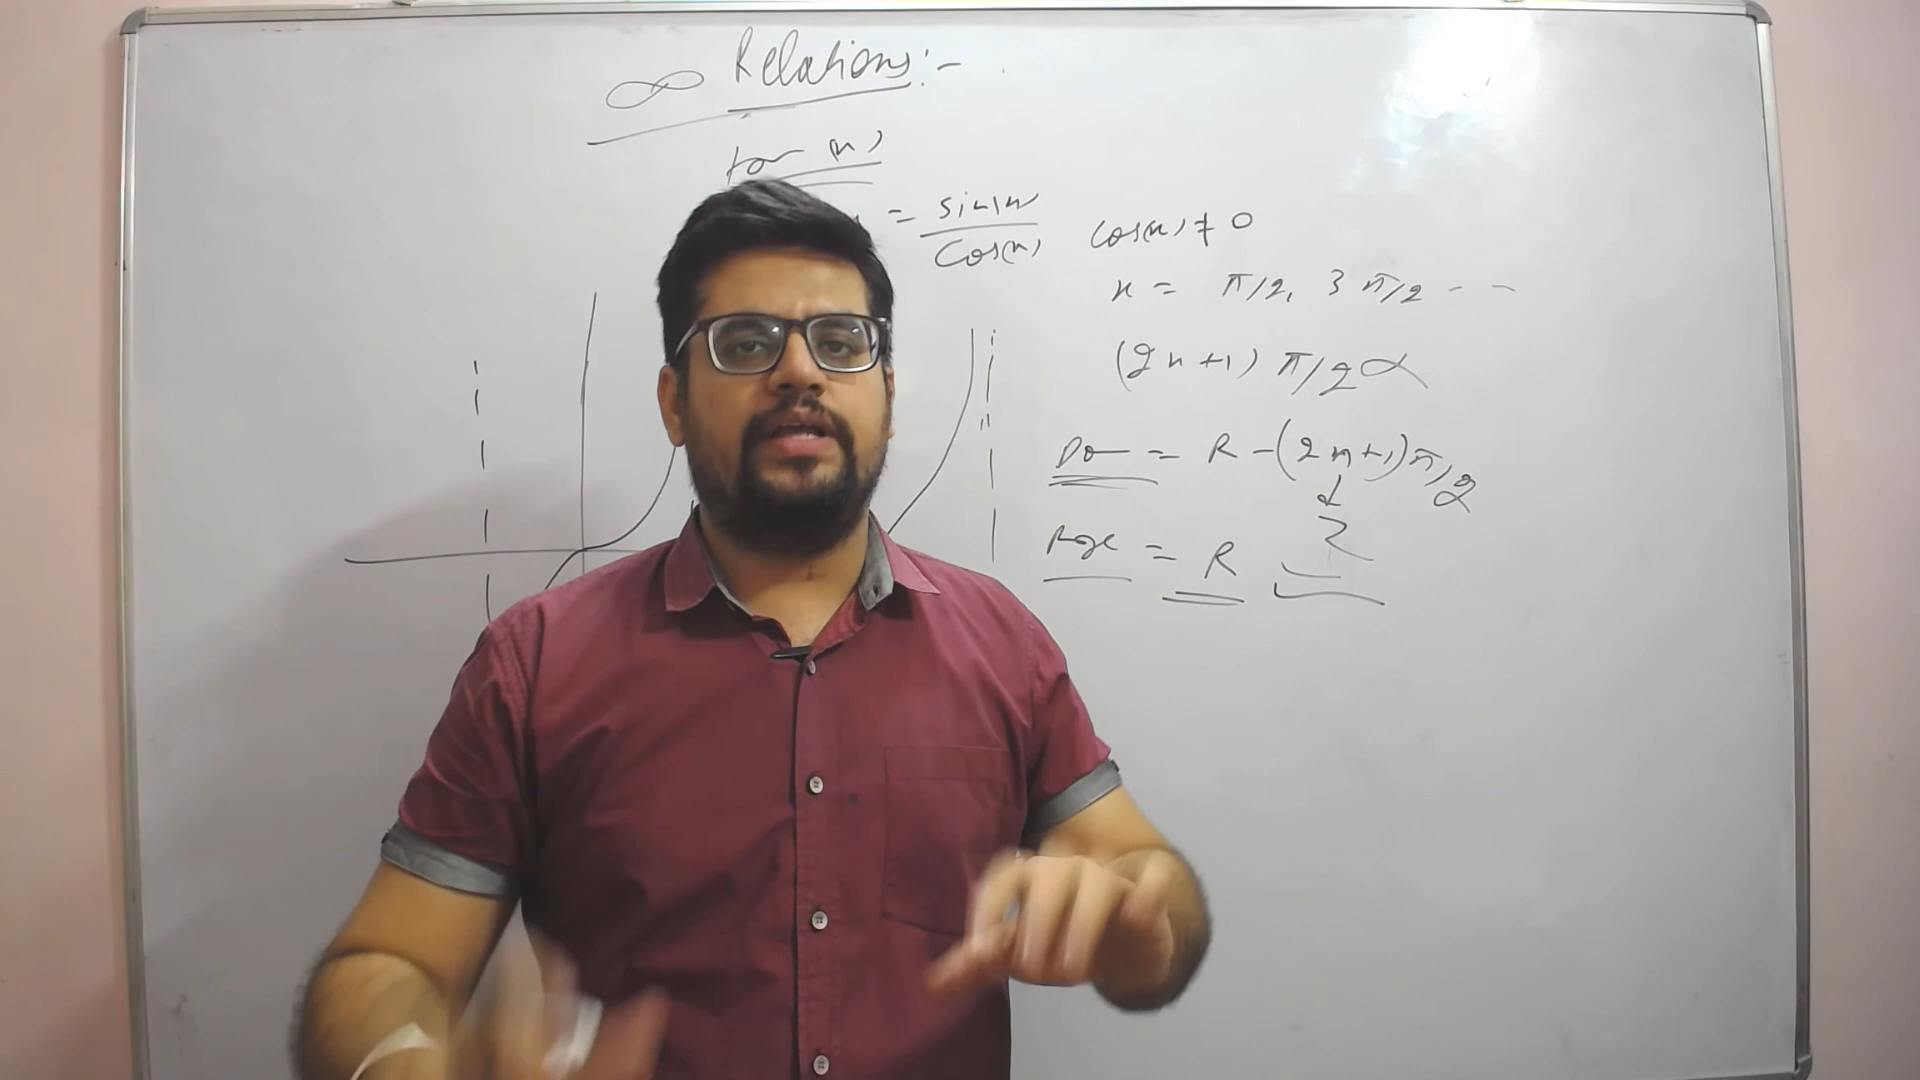 ∞ Relations:-
tan (x)
= sin(x) / cos(x) cos(x) ≠ 0
x = π/2, 3π/2 - -
(2n+1) π/2 α
Do = R - (2n+1)π/2
Rge = R